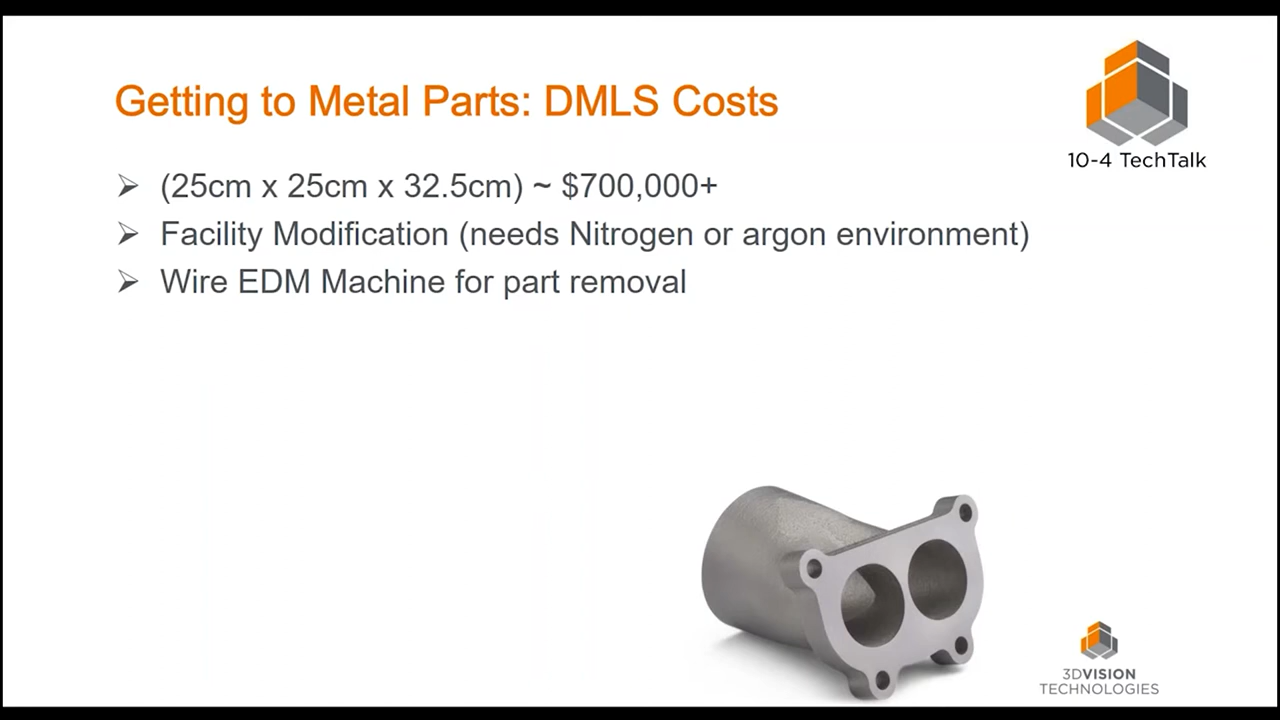 Getting to Metal Parts: DMLS Costs
10-4 TechTalk
➢ (25cm x 25cm x 32.5cm) ~ $700,000+
➢ Facility Modification (needs Nitrogen or argon environment)
➢ Wire EDM Machine for part removal
3DVISION
TECHNOLOGIES